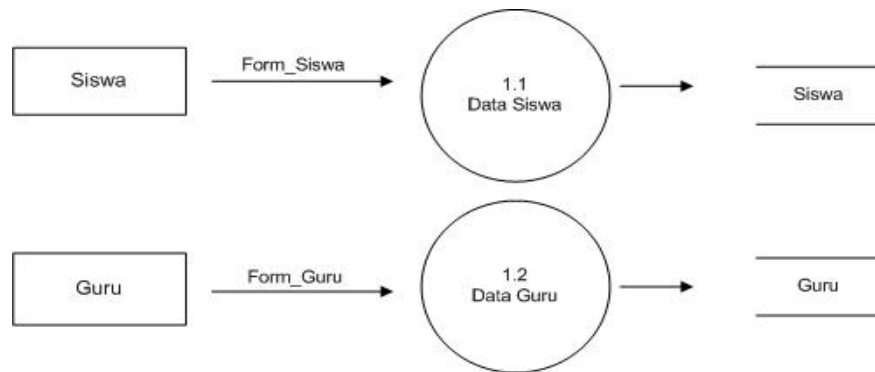 Siswa
Form_Siswa
1.1
Data Siswa
Siswa
Guru
Form_Guru
1.2
Data Guru
Guru